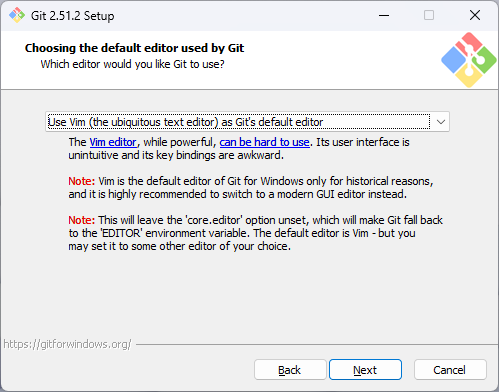 Git 2.51.2 Setup
Choosing the default editor used by Git
Which editor would you like Git to use?
Use Vim (the ubiquitous text editor) as Git's default editor
The Vim editor, while powerful, can be hard to use. Its user interface is
unintuitive and its key bindings are awkward.
Note: Vim is the default editor of Git for Windows only for historical reasons,
and it is highly recommended to switch to a modern GUI editor instead.
Note: This will leave the 'core.editor' option unset, which will make Git fall back
to the 'EDITOR' environment variable. The default editor is Vim - but you
may set it to some other editor of your choice.
https://gitforwindows.org/
Back
Next
Cancel